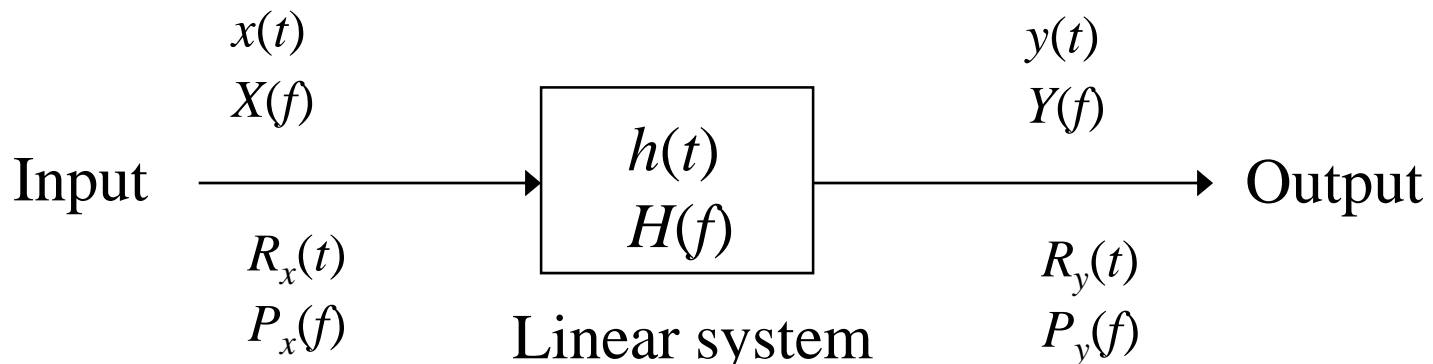 x(t)
X(f)
y(t)
Y(f)
Input
h(t)
H(f)
Output
R_x(t)
P_x(f)
R_y(t)
P_y(f)
Linear system